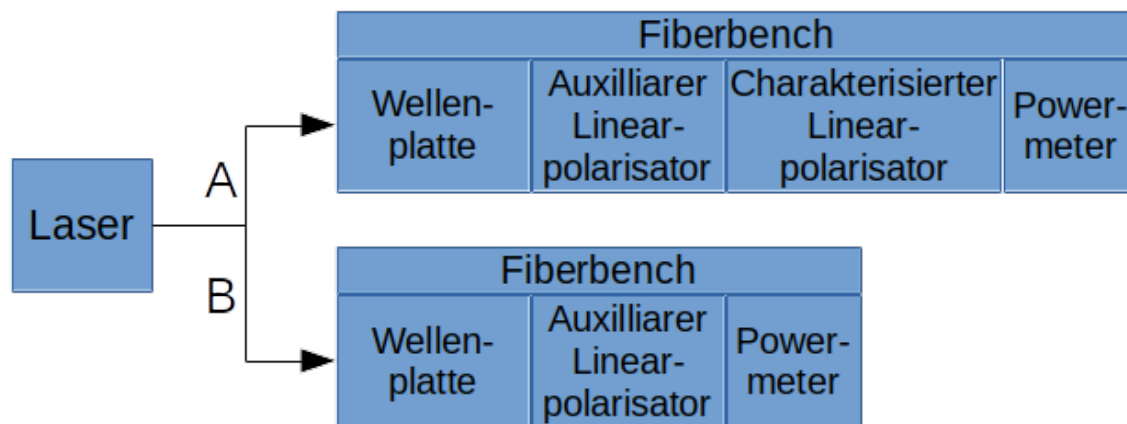 Fiberbench
Wellen-
platte
Auxilliarer
Linear-
polarisator
Charakterisierter
Linear-
polarisator
Power-
meter
A
Laser
B
Fiberbench
Wellen-
platte
Auxilliarer
Linear-
polarisator
Power-
meter